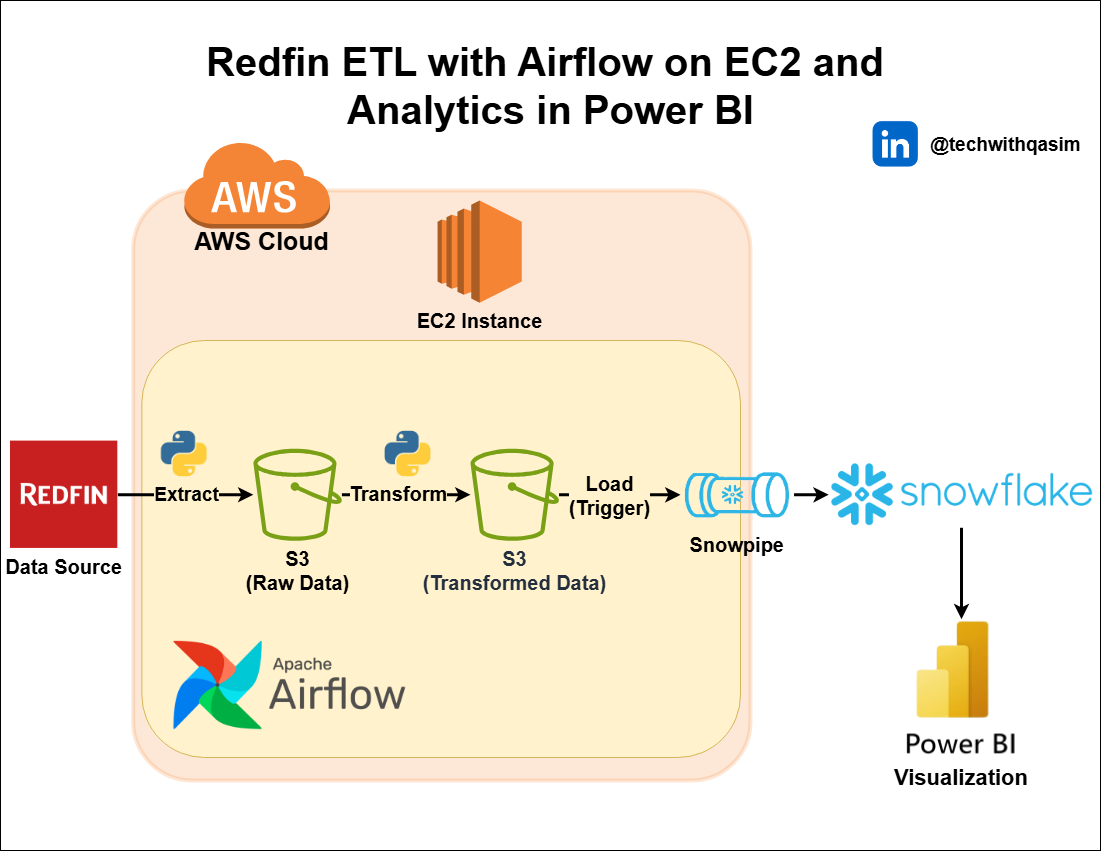 Redfin ETL with Airflow on EC2 and
Analytics in Power BI
in
@techwithqasim
AWS
AWS Cloud
EC2 Instance
REDFIN
Data Source
Extract
S3
(Raw Data)
Transform
S3
(Transformed Data)
Load
(Trigger)
Snowpipe
snowflake
Apache
Airflow
Power BI
Visualization